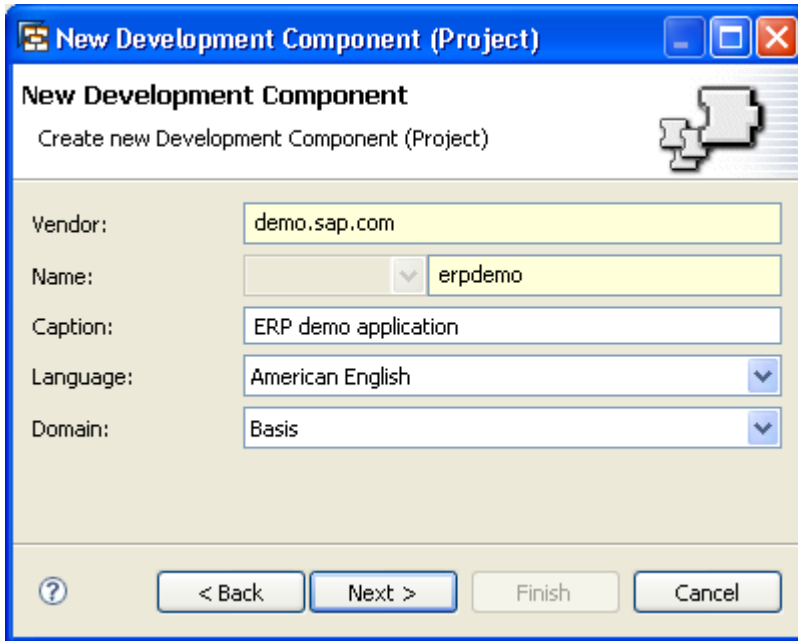 New Development Component (Project)
New Development Component
Create new Development Component (Project)
Vendor: demo.sap.com
Name: erpdemo
Caption: ERP demo application
Language: American English
Domain: Basis
? < Back Next > Finish Cancel